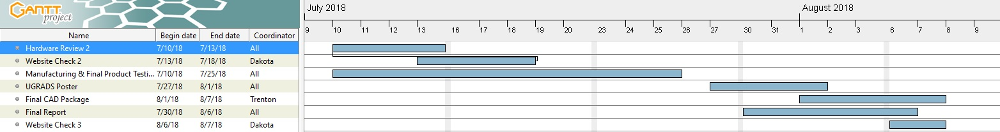 GANTT
project
July 2018 August 2018
9 10 11 12 13 16 17 18 19 20 23 24 25 26 27 30 31 1 2 3 6 7 8 9
Name Begin date End date Coordinator
Hardware Review 2 7/10/18 7/13/18 All
Website Check 2 7/13/18 7/18/18 Dakota
Manufacturing & Final Product Testi... 7/10/18 7/25/18 All
UGRADS Poster 7/27/18 8/1/18 All
Final CAD Package 8/1/18 8/7/18 Trenton
Final Report 7/30/18 8/6/18 All
Website Check 3 8/6/18 8/7/18 Dakota